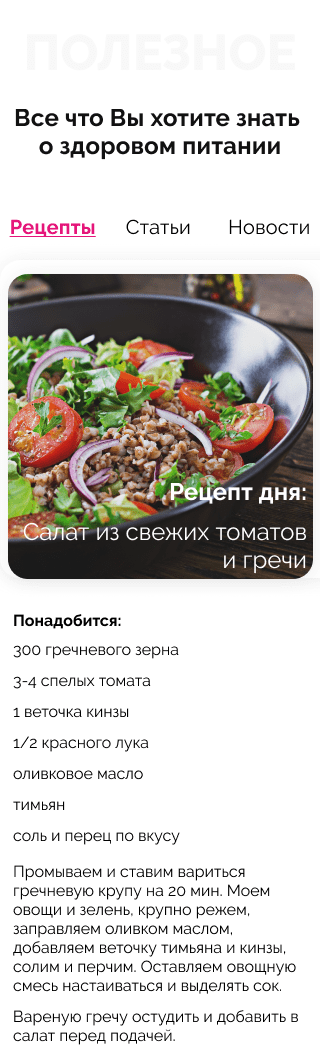 ПОЛЕЗНОЕ
Все что Вы хотите знать
о здоровом питании
Рецепты Статьи Новости
Рецепт дня:
Салат из свежих томатов
и гречи
Понадобится:
300 гречневого зерна
3-4 спелых томата
1 веточка кинзы
1/2 красного лука
оливковое масло
тимьян
соль и перец по вкусу
Промываем и ставим вариться
гречневую крупу на 20 мин. Моем
овощи и зелень, крупно режем,
заправляем оливком маслом,
добавляем веточку тимьяна и кинзы,
солим и перчим. Оставляем овощную
смесь настаиваться и выделять сок.
Вареную гречу остудить и добавить в
салат перед подачей.